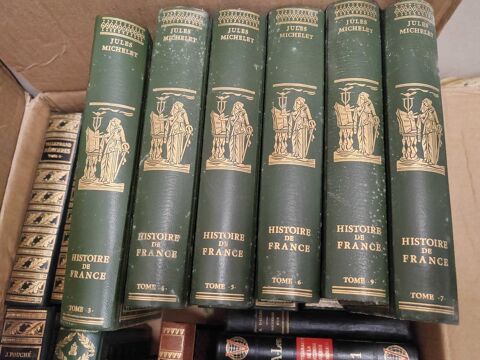 JULES
MICHELET
HISTOIRE
DE
FRANCE
TOME · 3 ·
JULES
MICHELET
HISTOIRE
DE
FRANCE
TOME · 4 ·
JULES
MICHELET
HISTOIRE
DE
FRANCE
TOME · 5 ·
JULES
MICHELET
HISTOIRE
DE
FRANCE
TOME · 6 ·
JULES
MICHELET
HISTOIRE
DE
FRANCE
TOME · 9 ·
JULES
MICHELET
HISTOIRE
DE
FRANCE
TOME · 7 ·
J. FOUCHÉ